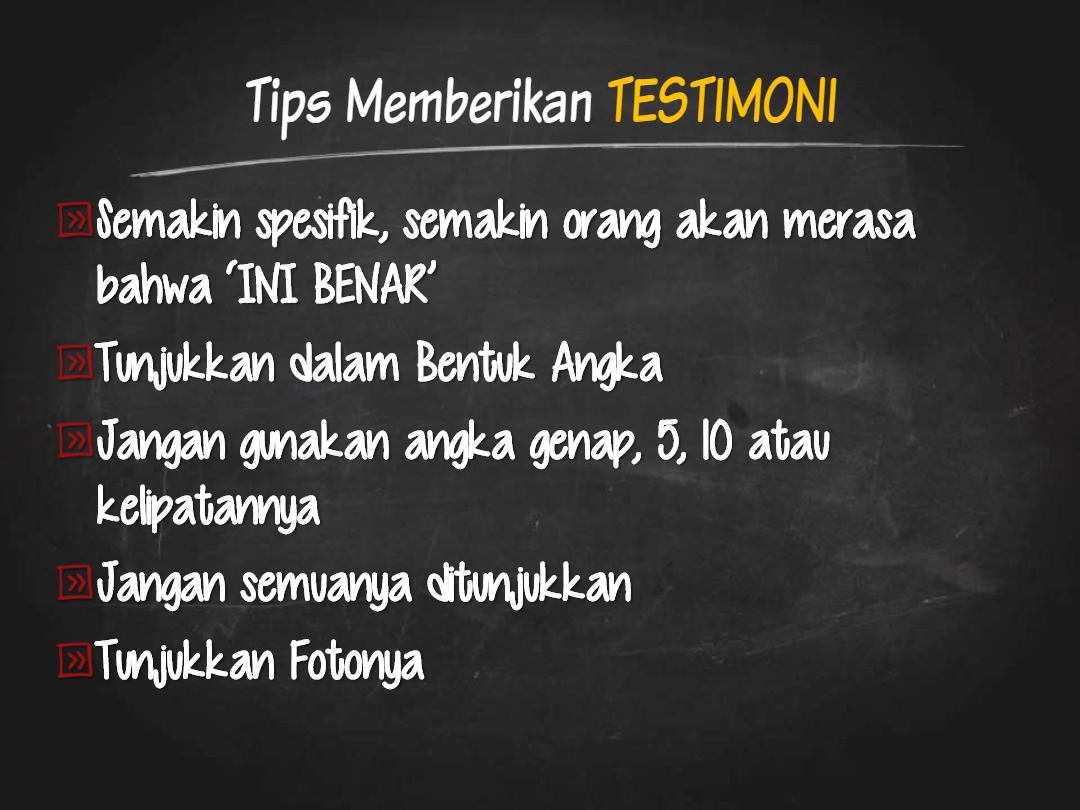 Tips Memberikan TESTIMONI
Semakin spesifik, semakin orang akan merasa
bahwa ‘INI BENAR’
Tunjukkan dalam Bentuk Angka
Jangan gunakan angka genap, 5, 10 atau
kelipatannya
Jangan semuanya ditunjukkan
Tunjukkan Fotonya